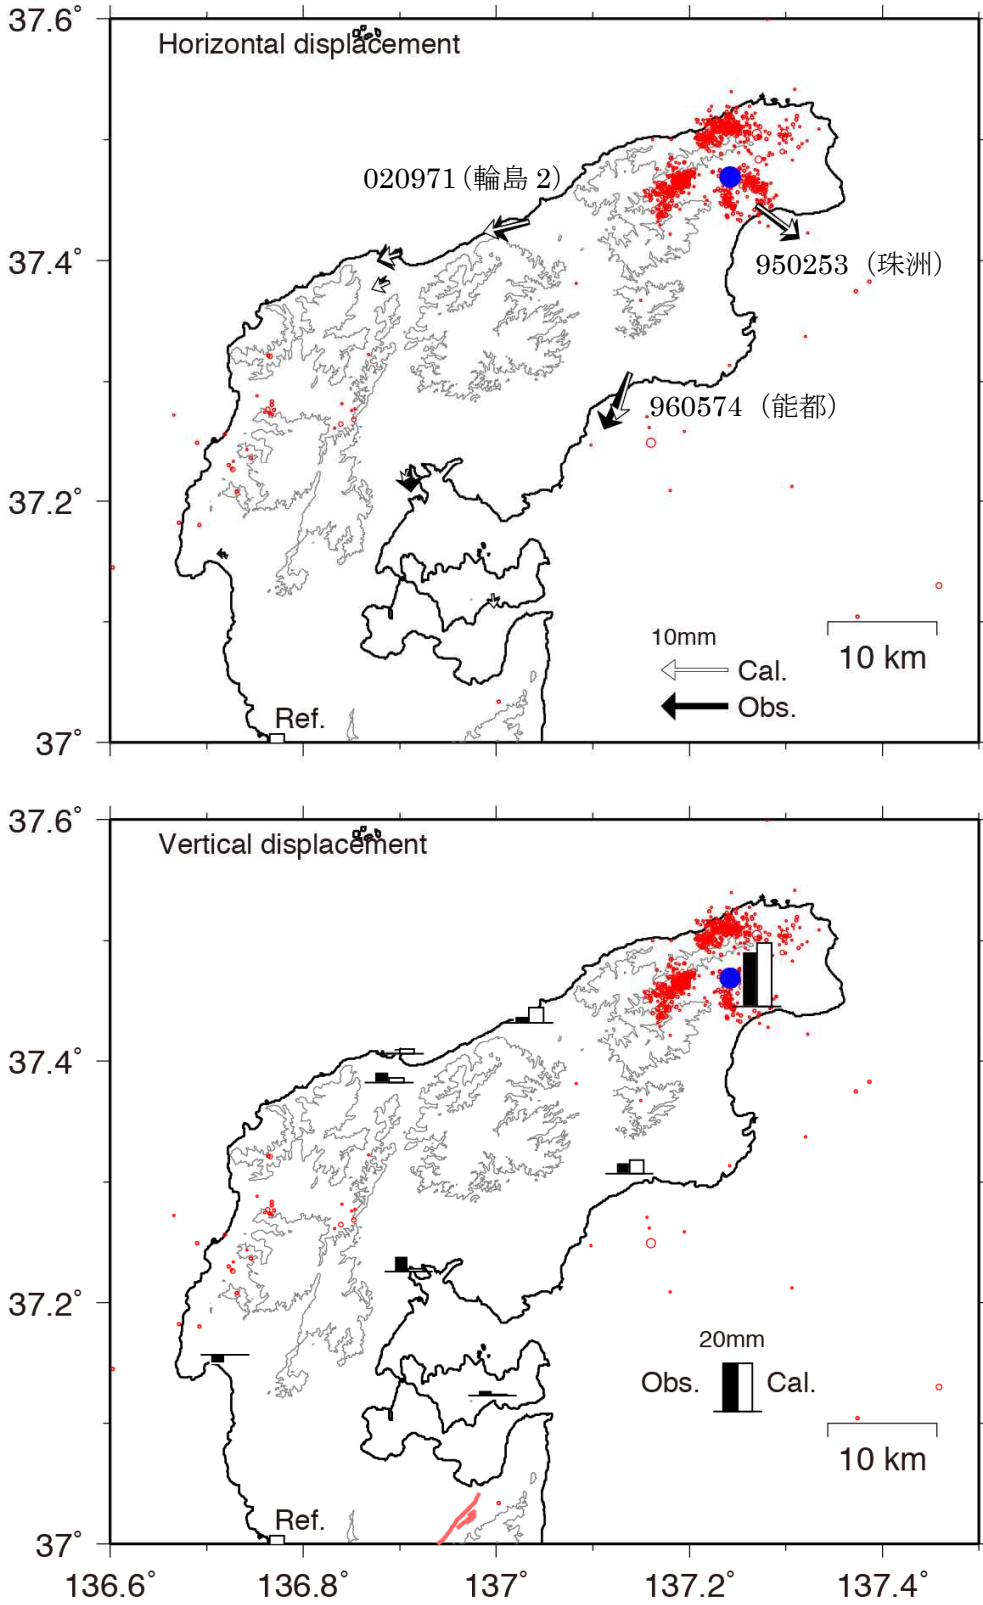 37.6°
Horizontal displacement
020971 (輪島 2)
37.4°
950253 (珠洲)
960574 (能都)
37.2°
10mm
Cal.
10 km
Obs.
Ref.
37°
37.6°
Vertical displacement
37.4°
37.2°
20mm
Obs. Cal.
10 km
Ref.
37°
136.6° 136.8° 137° 137.2° 137.4°